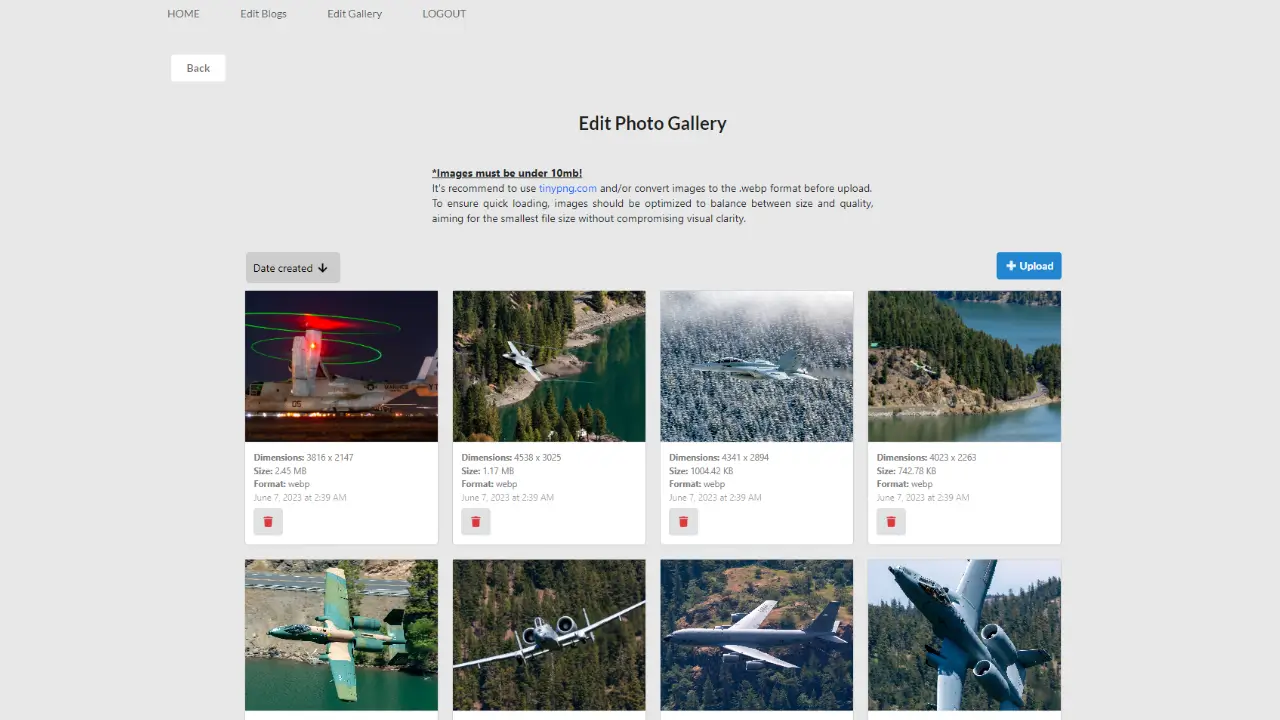 HOME Edit Blogs Edit Gallery LOGOUT
Back
Edit Photo Gallery
*Images must be under 10mb!
It's recommend to use tinypng.com and/or convert images to the .webp format before upload.
To ensure quick loading, images should be optimized to balance between size and quality,
aiming for the smallest file size without compromising visual clarity.
Date created
Upload
05
MARINES
Dimensions: 3816 x 2147
Size: 2.45 MB
Format: webp
June 7, 2023 at 2:39 AM
Dimensions: 4538 x 3025
Size: 1.17 MB
Format: webp
June 7, 2023 at 2:39 AM
Dimensions: 4341 x 2894
Size: 1004.42 KB
Format: webp
June 7, 2023 at 2:39 AM
Dimensions: 4023 x 2263
Size: 742.78 KB
Format: webp
June 7, 2023 at 2:39 AM